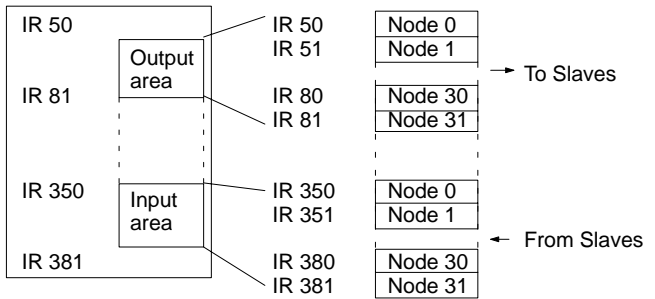 IR 50
Output
area
IR 81
IR 350
Input
area
IR 381
IR 50 Node 0
IR 51 Node 1
To Slaves
IR 80 Node 30
IR 81 Node 31
IR 350 Node 0
IR 351 Node 1
From Slaves
IR 380 Node 30
IR 381 Node 31